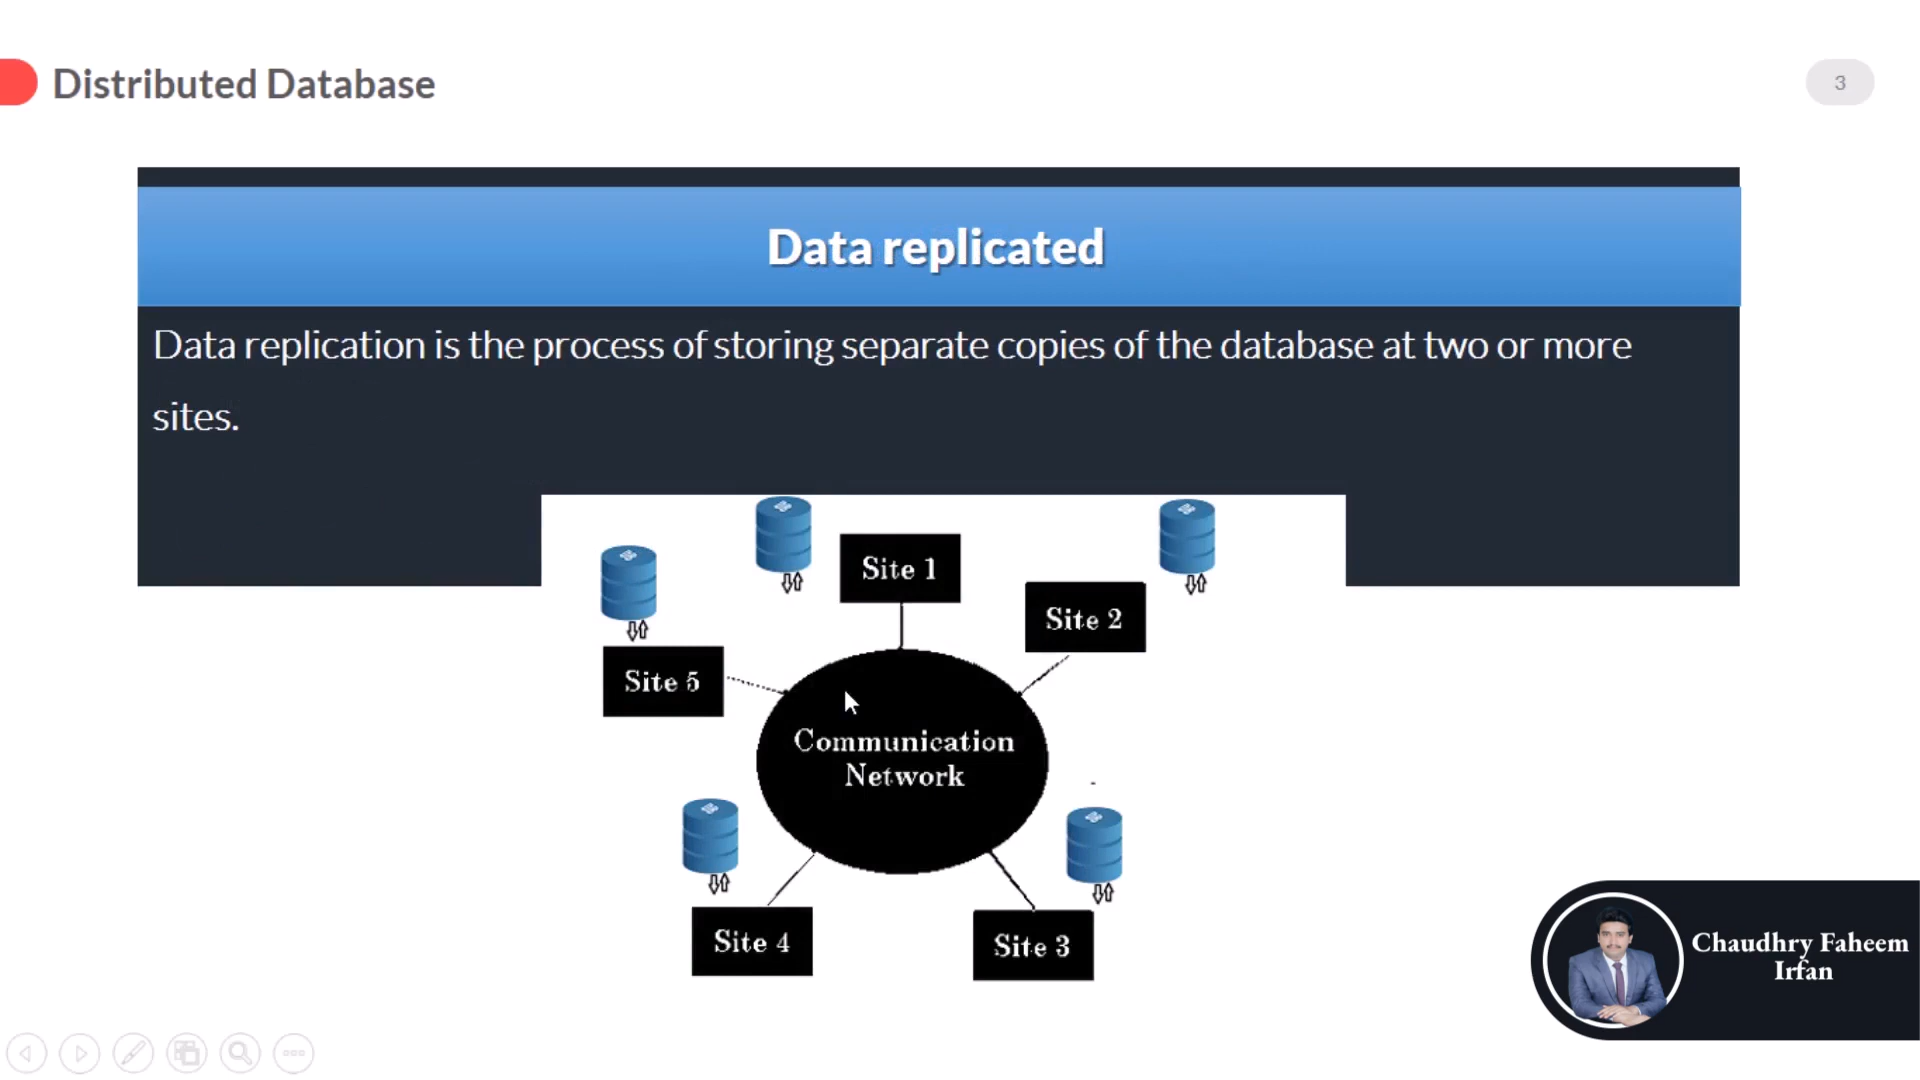 Distributed Database
3
Data replicated
Data replication is the process of storing separate copies of the database at two or more
sites.
Site 1
Site 2
Site 5
Communication
Network
Site 4
Site 3
Chaudhry Faheem
Irfan